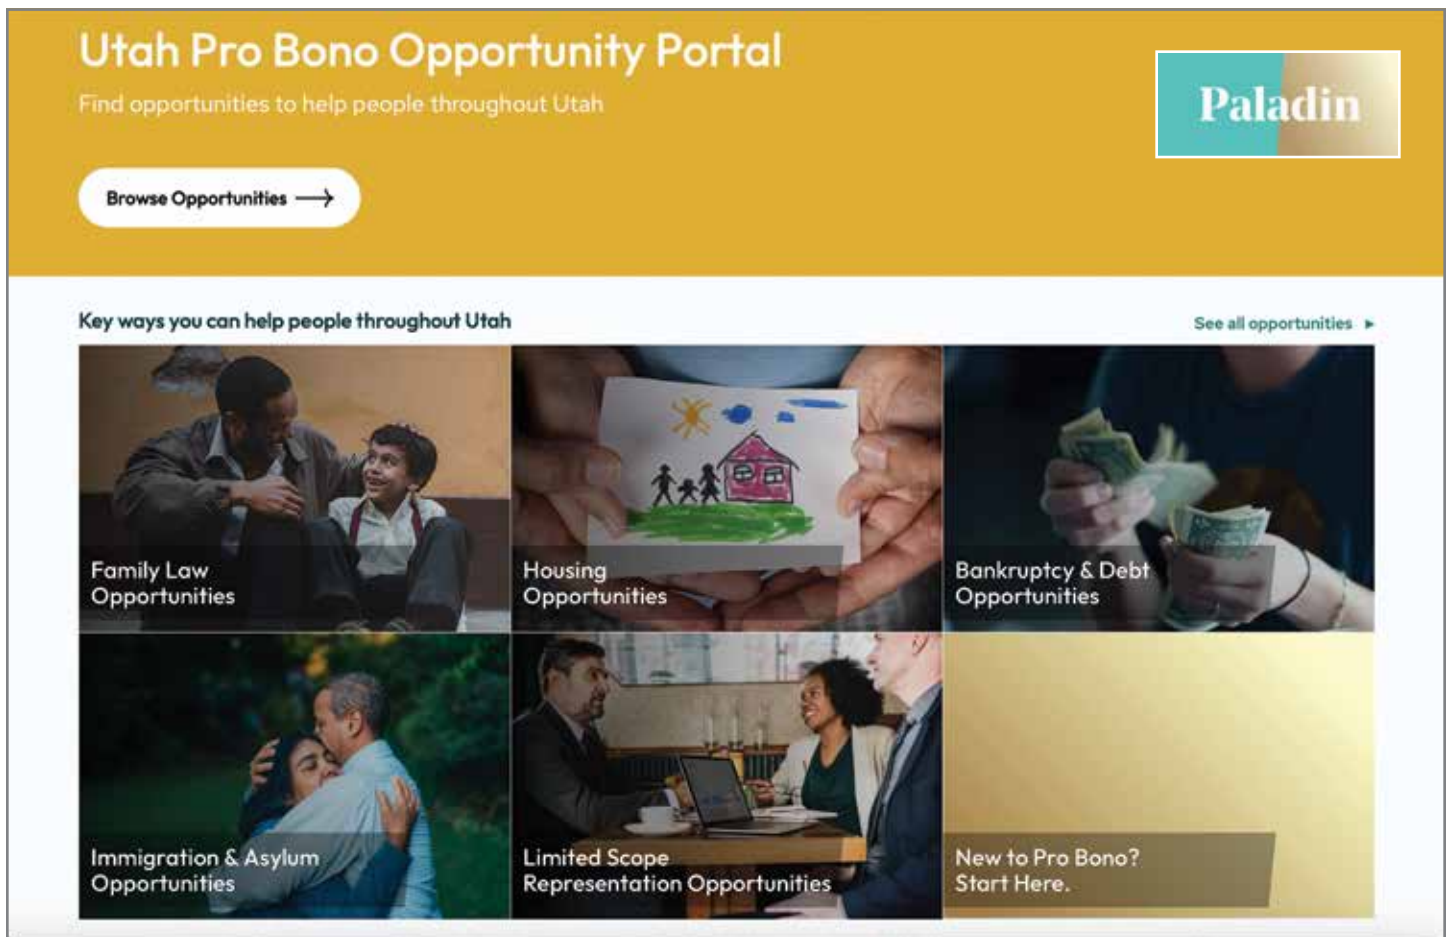 Utah Pro Bono Opportunity Portal
Find opportunities to help people throughout Utah
Paladin
Browse Opportunities
Key ways you can help people throughout Utah
See all opportunities
Family Law
Opportunities
Housing
Opportunities
Bankruptcy & Debt
Opportunities
Immigration & Asylum
Opportunities
Limited Scope
Representation Opportunities
New to Pro Bono?
Start Here.